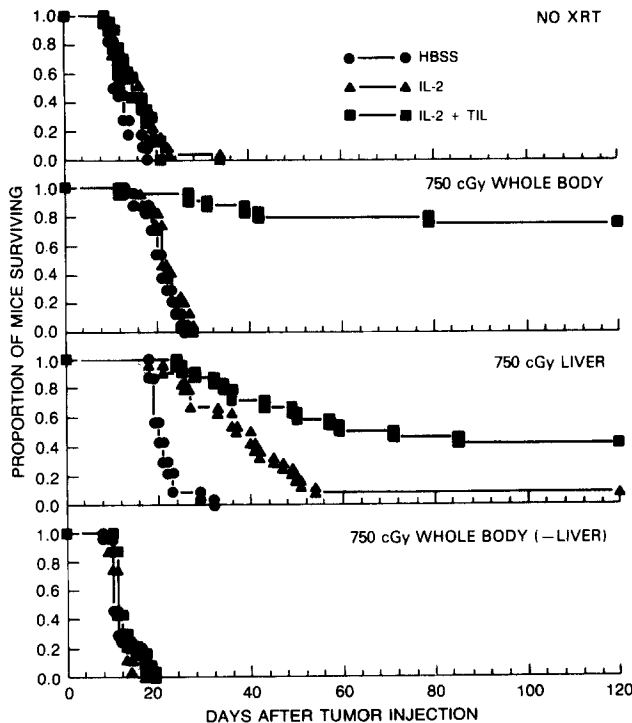 NO XRT
HBSS
IL-2
IL-2 + TIL
1.0
0.8
0.6
0.4
0.2
0.0
750 cGy WHOLE BODY
1.0
0.8
0.6
0.4
0.2
0.0
750 cGy LIVER
1.0
0.8
0.6
0.4
0.2
0.0
750 cGy WHOLE BODY (—LIVER)
1.0
0.8
0.6
0.4
0.2
0.0
PROPORTION OF MICE SURVIVING
0 20 40 60 80 100 120
DAYS AFTER TUMOR INJECTION